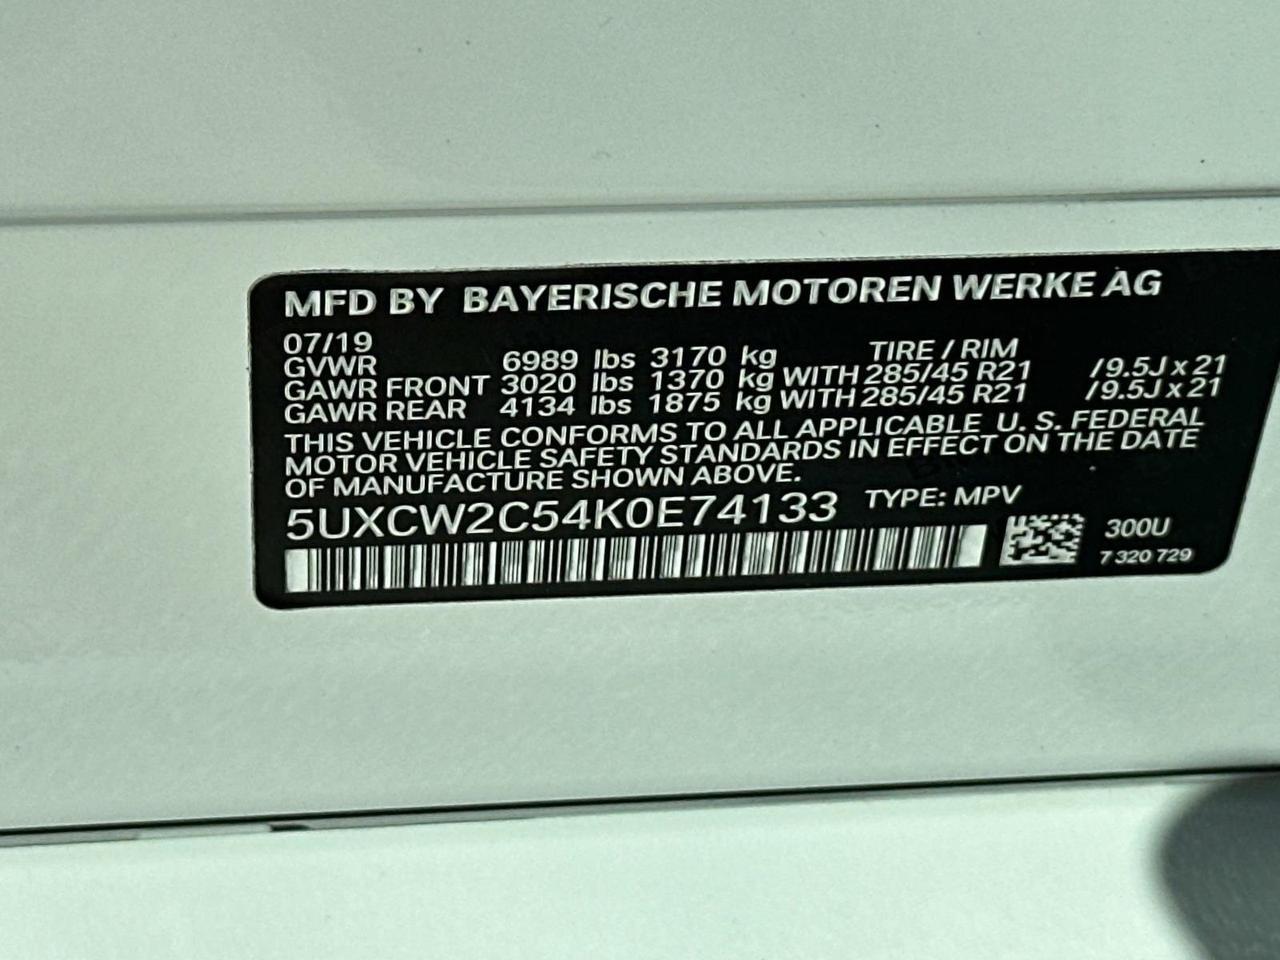 MFD BY BAYERISCHE MOTOREN WERKE AG
07/19
GVWR 6989 lbs 3170 kg TIRE / RIM
GAWR FRONT 3020 lbs 1370 kg WITH 285/45 R21 /9.5J x 21
GAWR REAR 4134 lbs 1875 kg WITH 285/45 R21 /9.5J x 21
THIS VEHICLE CONFORMS TO ALL APPLICABLE U. S. FEDERAL
MOTOR VEHICLE SAFETY STANDARDS IN EFFECT ON THE DATE
OF MANUFACTURE SHOWN ABOVE.
5UXCW2C54K0E74133 TYPE: MPV
300U
7 320 729